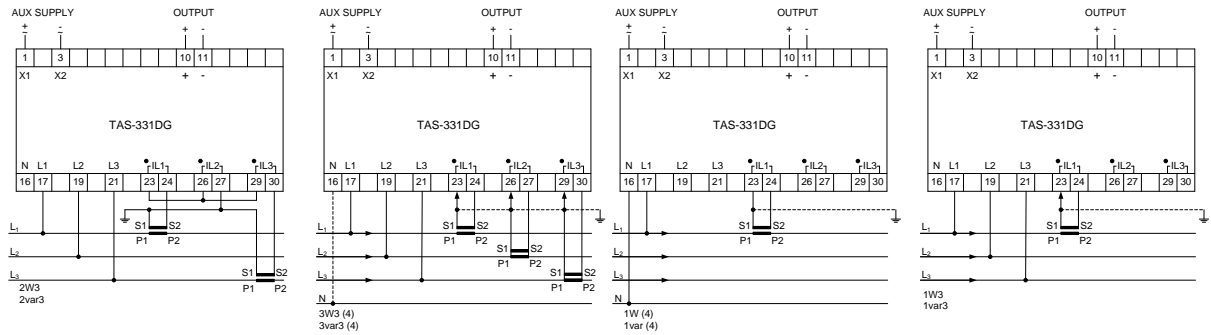 AUX SUPPLY OUTPUT
+ - + -
1 3 10 11
X1 X2 + -
TAS-331DG
N L1 L2 L3 IL1 IL2 IL3
16 17 19 21 23 24 26 27 29 30
S1 S2
L1
P1 P2
L2
S1 S2
L3
P1 P2
2W3
2var3
AUX SUPPLY OUTPUT
+ - + -
1 3 10 11
X1 X2 + -
TAS-331DG
N L1 L2 L3 IL1 IL2 IL3
16 17 19 21 23 24 26 27 29 30
S1 S2
L1
P1 P2
S1 S2
L2
P1 P2
S1 S2
L3
P1 P2
N
3W3 (4)
3var3 (4)
AUX SUPPLY OUTPUT
+ - + -
1 3 10 11
X1 X2 + -
TAS-331DG
N L1 L2 L3 IL1 IL2 IL3
16 17 19 21 23 24 26 27 29 30
S1 S2
L1
P1 P2
L2
L3
N
1W (4)
1var (4)
AUX SUPPLY OUTPUT
+ - + -
1 3 10 11
X1 X2 + -
TAS-331DG
N L1 L2 L3 IL1 IL2 IL3
16 17 19 21 23 24 26 27 29 30
S1 S2
L1
P1 P2
L2
L3
1W3
1var3